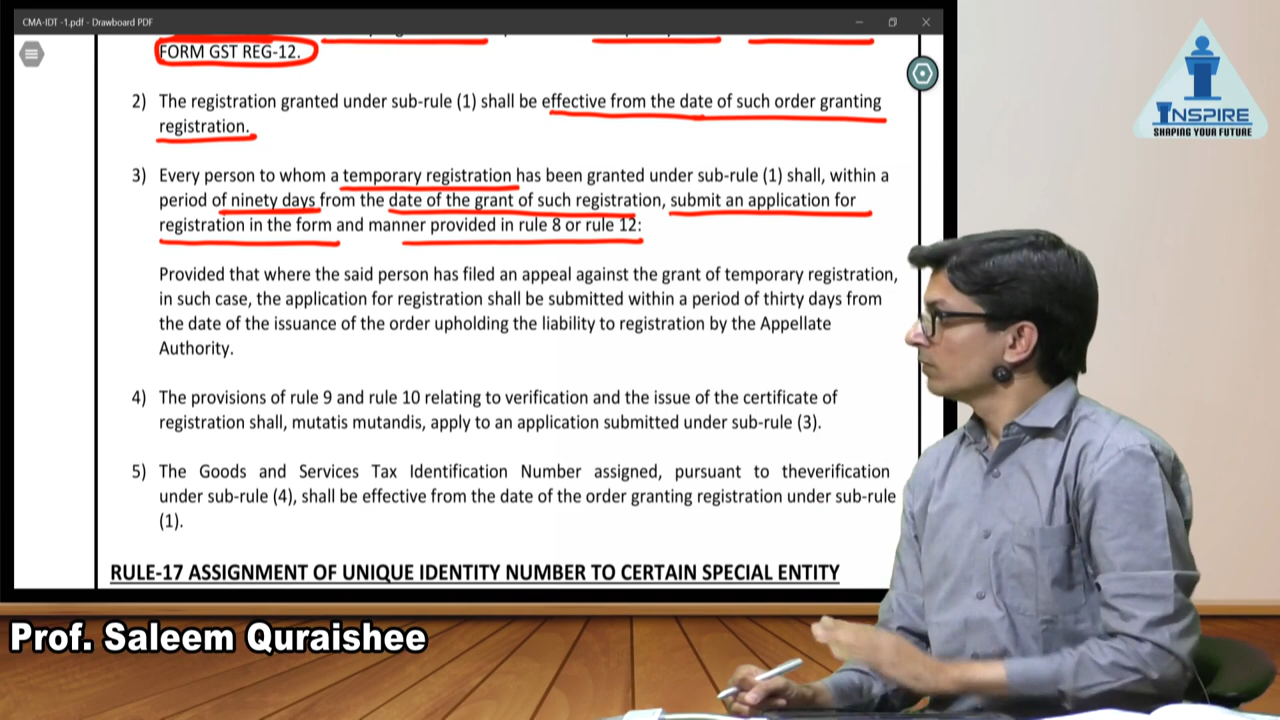 CMA-IDT -1.pdf - Drawboard PDF
FORM GST REG-12.
2) The registration granted under sub-rule (1) shall be effective from the date of such order granting
registration.
3) Every person to whom a temporary registration has been granted under sub-rule (1) shall, within a
period of ninety days from the date of the grant of such registration, submit an application for
registration in the form and manner provided in rule 8 or rule 12:
Provided that where the said person has filed an appeal against the grant of temporary registration,
in such case, the application for registration shall be submitted within a period of thirty days from
the date of the issuance of the order upholding the liability to registration by the Appellate
Authority.
4) The provisions of rule 9 and rule 10 relating to verification and the issue of the certificate of
registration shall, mutatis mutandis, apply to an application submitted under sub-rule (3).
5) The Goods and Services Tax Identification Number assigned, pursuant to theverification
under sub-rule (4), shall be effective from the date of the order granting registration under sub-rule
(1).
RULE-17 ASSIGNMENT OF UNIQUE IDENTITY NUMBER TO CERTAIN SPECIAL ENTITY
INSPIRE
SHAPING YOUR FUTURE
Prof. Saleem Quraishee